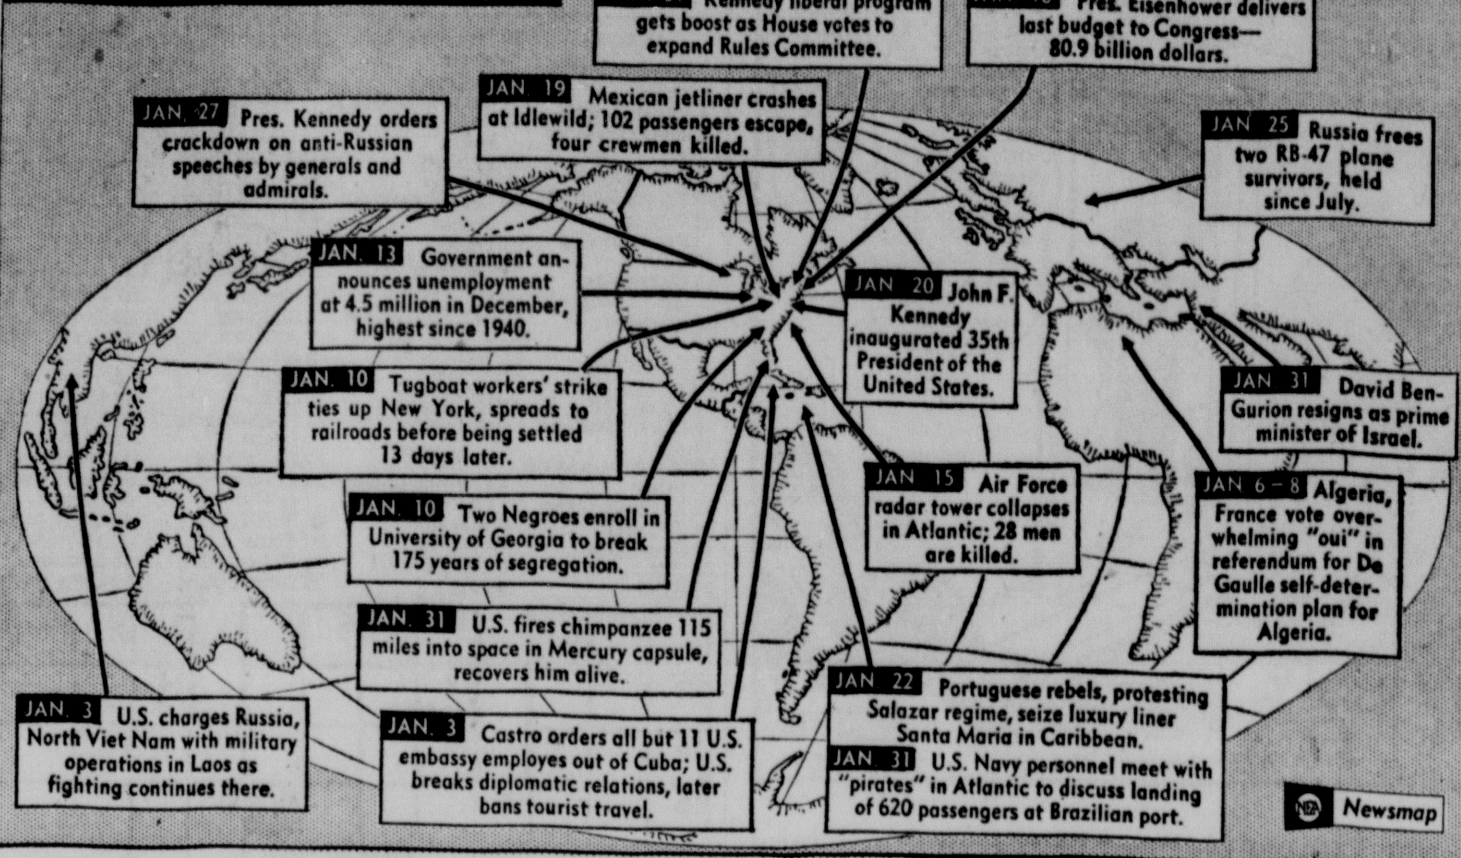 Kennedy liberal program
gets boost as House votes to
expand Rules Committee.
Pres. Eisenhower delivers
last budget to Congress—
80.9 billion dollars.
JAN. 27 Pres. Kennedy orders
crackdown on anti-Russian
speeches by generals and
admirals.
JAN. 19 Mexican jetliner crashes
at Idlewild; 102 passengers escape,
four crewmen killed.
JAN 25 Russia frees
two RB-47 plane
survivors, held
since July.
JAN. 13 Government an-
nounces unemployment
at 4.5 million in December,
highest since 1940.
JAN 20 John F.
Kennedy
inaugurated 35th
President of the
United States.
JAN. 10 Tugboat workers' strike
ties up New York, spreads to
railroads before being settled
13 days later.
JAN. 31 David Ben-
Gurion resigns as prime
minister of Israel.
JAN. 10 Two Negroes enroll in
University of Georgia to break
175 years of segregation.
JAN 15 Air Force
radar tower collapses
in Atlantic; 28 men
are killed.
JAN 6-8 Algeria,
France vote over-
whelming "oui" in
referendum for De
Gaulle self-deter-
mination plan for
Algeria.
JAN. 31 U.S. fires chimpanzee 115
miles into space in Mercury capsule,
recovers him alive.
JAN. 3 U.S. charges Russia,
North Viet Nam with military
operations in Laos as
fighting continues there.
JAN. 3 Castro orders all but 11 U.S.
embassy employes out of Cuba; U.S.
breaks diplomatic relations, later
bans tourist travel.
JAN. 22 Portuguese rebels, protesting
Salazar regime, seize luxury liner
Santa Maria in Caribbean.
JAN. 31 U.S. Navy personnel meet with
"pirates" in Atlantic to discuss landing
of 620 passengers at Brazilian port.
NEA Newsmap